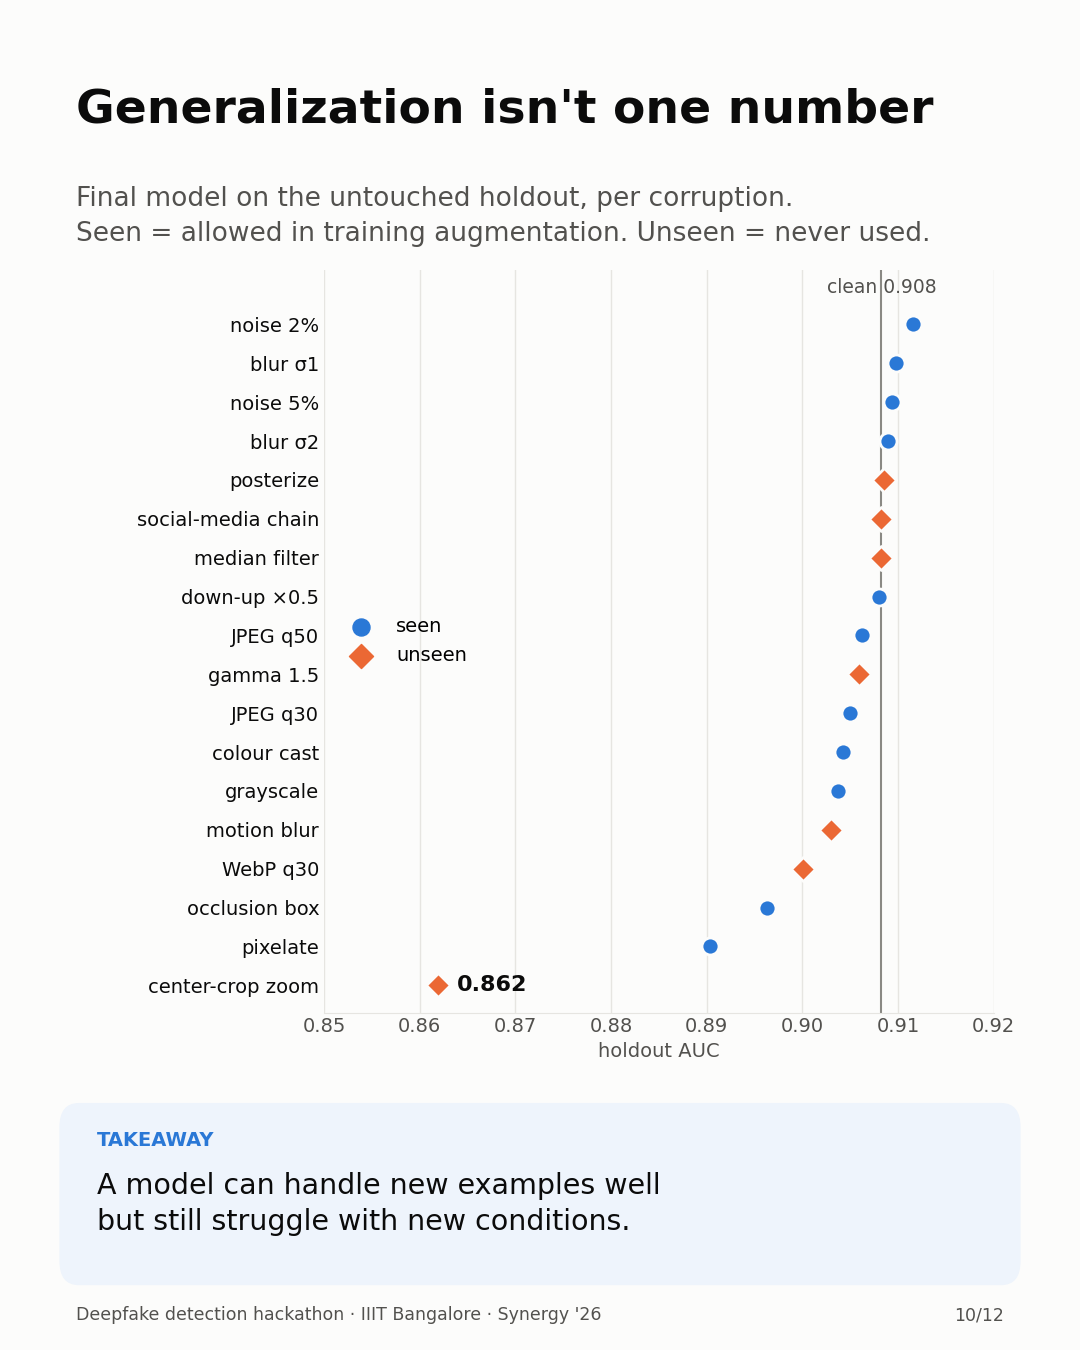 Generalization isn't one number
Final model on the untouched holdout, per corruption.
Seen = allowed in training augmentation. Unseen = never used.
clean 0.908
noise 2%
blur σ1
noise 5%
blur σ2
posterize
social-media chain
median filter
down-up ×0.5
JPEG q50
gamma 1.5
JPEG q30
colour cast
grayscale
motion blur
WebP q30
occlusion box
pixelate
center-crop zoom
seen
unseen
0.862
0.85 0.86 0.87 0.88 0.89 0.90 0.91 0.92
holdout AUC
TAKEAWAY
A model can handle new examples well
but still struggle with new conditions.
Deepfake detection hackathon · IIIT Bangalore · Synergy '26
10/12